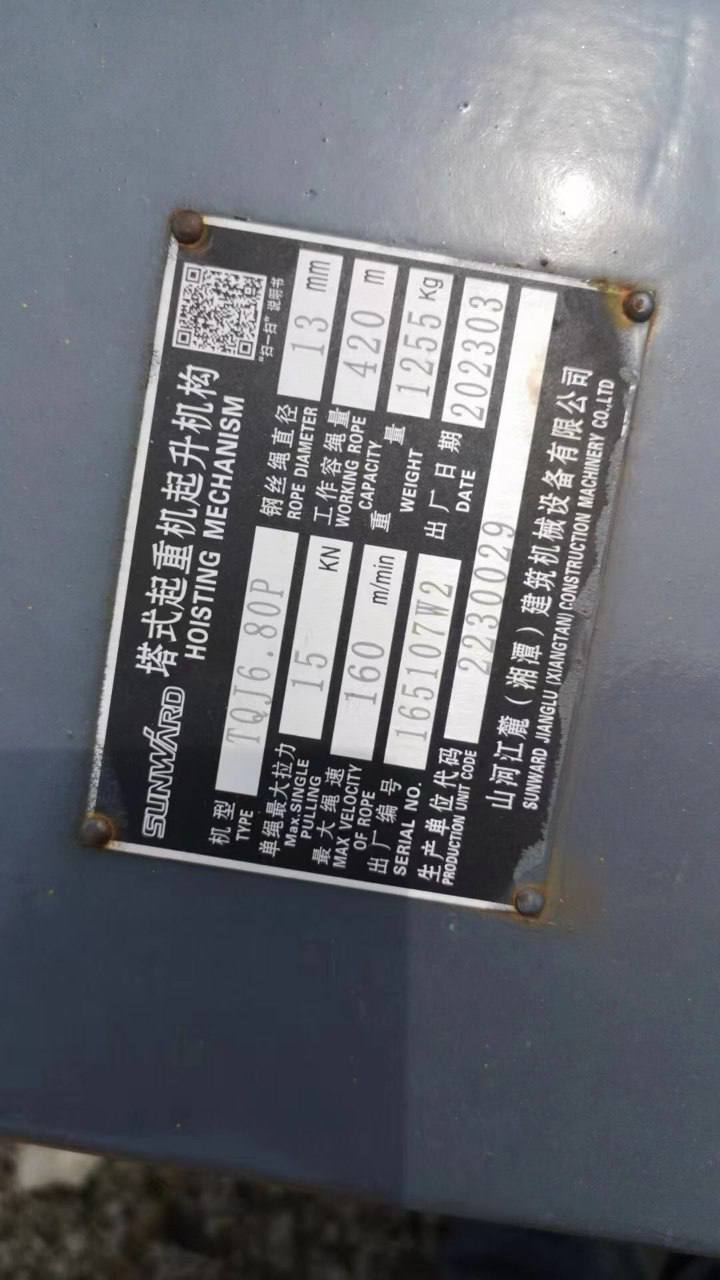 SUNWARD 塔式起重机起升机构
HOISTING MECHANISM
"扫一扫" 说明书
机型 TQJ6.80P 钢丝绳直径 13 mm
TYPE ROPE DIAMETER
单绳最大拉力 15 KN 工作容绳量 420 m
Max.SINGLE PULLING WORKING ROPE CAPACITY
最大绳速 160 m/min 重量 1255 Kg
MAX VELOCITY OF ROPE WEIGHT
出厂编号 165107W2 出厂日期 202303
SERIAL NO. DATE
生产单位代码 2230029
PRODUCTION UNIT CODE
山河江麓（湘潭）建筑机械设备有限公司
SUNWARD JIANGLU (XIANGTAN) CONSTRUCTION MACHINERY CO.,LTD